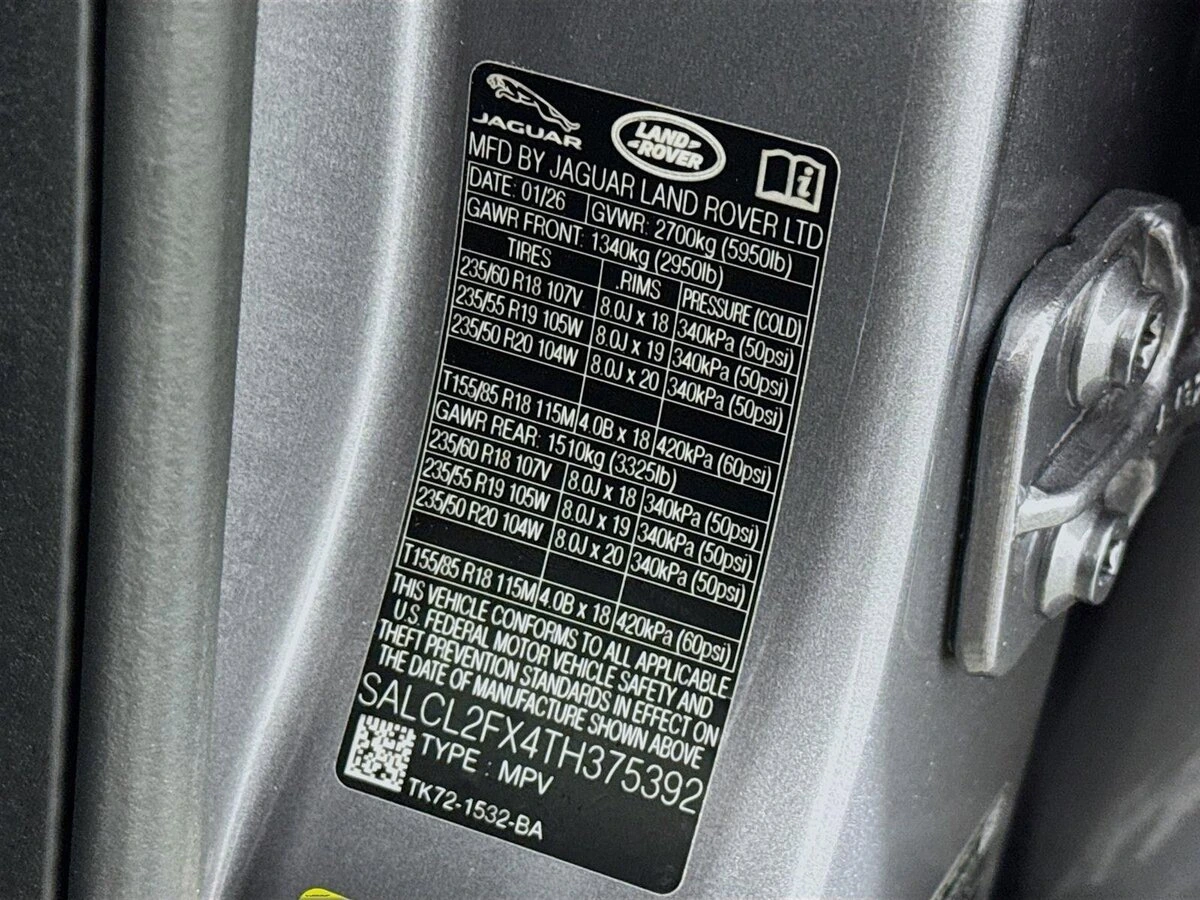 JAGUAR
LAND ROVER
i
MFD BY JAGUAR LAND ROVER LTD
DATE: 01/26 GVWR: 2700kg (5950lb)
GAWR FRONT: 1340kg (2950lb)
TIRES RIMS PRESSURE (COLD)
235/60 R18 107V 8.0J x 18 340kPa (50psi)
235/55 R19 105W 8.0J x 19 340kPa (50psi)
235/50 R20 104W 8.0J x 20 340kPa (50psi)
T155/85 R18 115M 4.0B x 18 420kPa (60psi)
GAWR REAR: 1510kg (3325lb)
235/60 R18 107V 8.0J x 18 340kPa (50psi)
235/55 R19 105W 8.0J x 19 340kPa (50psi)
235/50 R20 104W 8.0J x 20 340kPa (50psi)
T155/85 R18 115M 4.0B x 18 420kPa (60psi)
THIS VEHICLE CONFORMS TO ALL APPLICABLE
U.S. FEDERAL MOTOR VEHICLE SAFETY AND
THEFT PREVENTION STANDARDS IN EFFECT ON
THE DATE OF MANUFACTURE SHOWN ABOVE
SALCL2FX4TH375392
TYPE : MPV
TK72-1532-BA